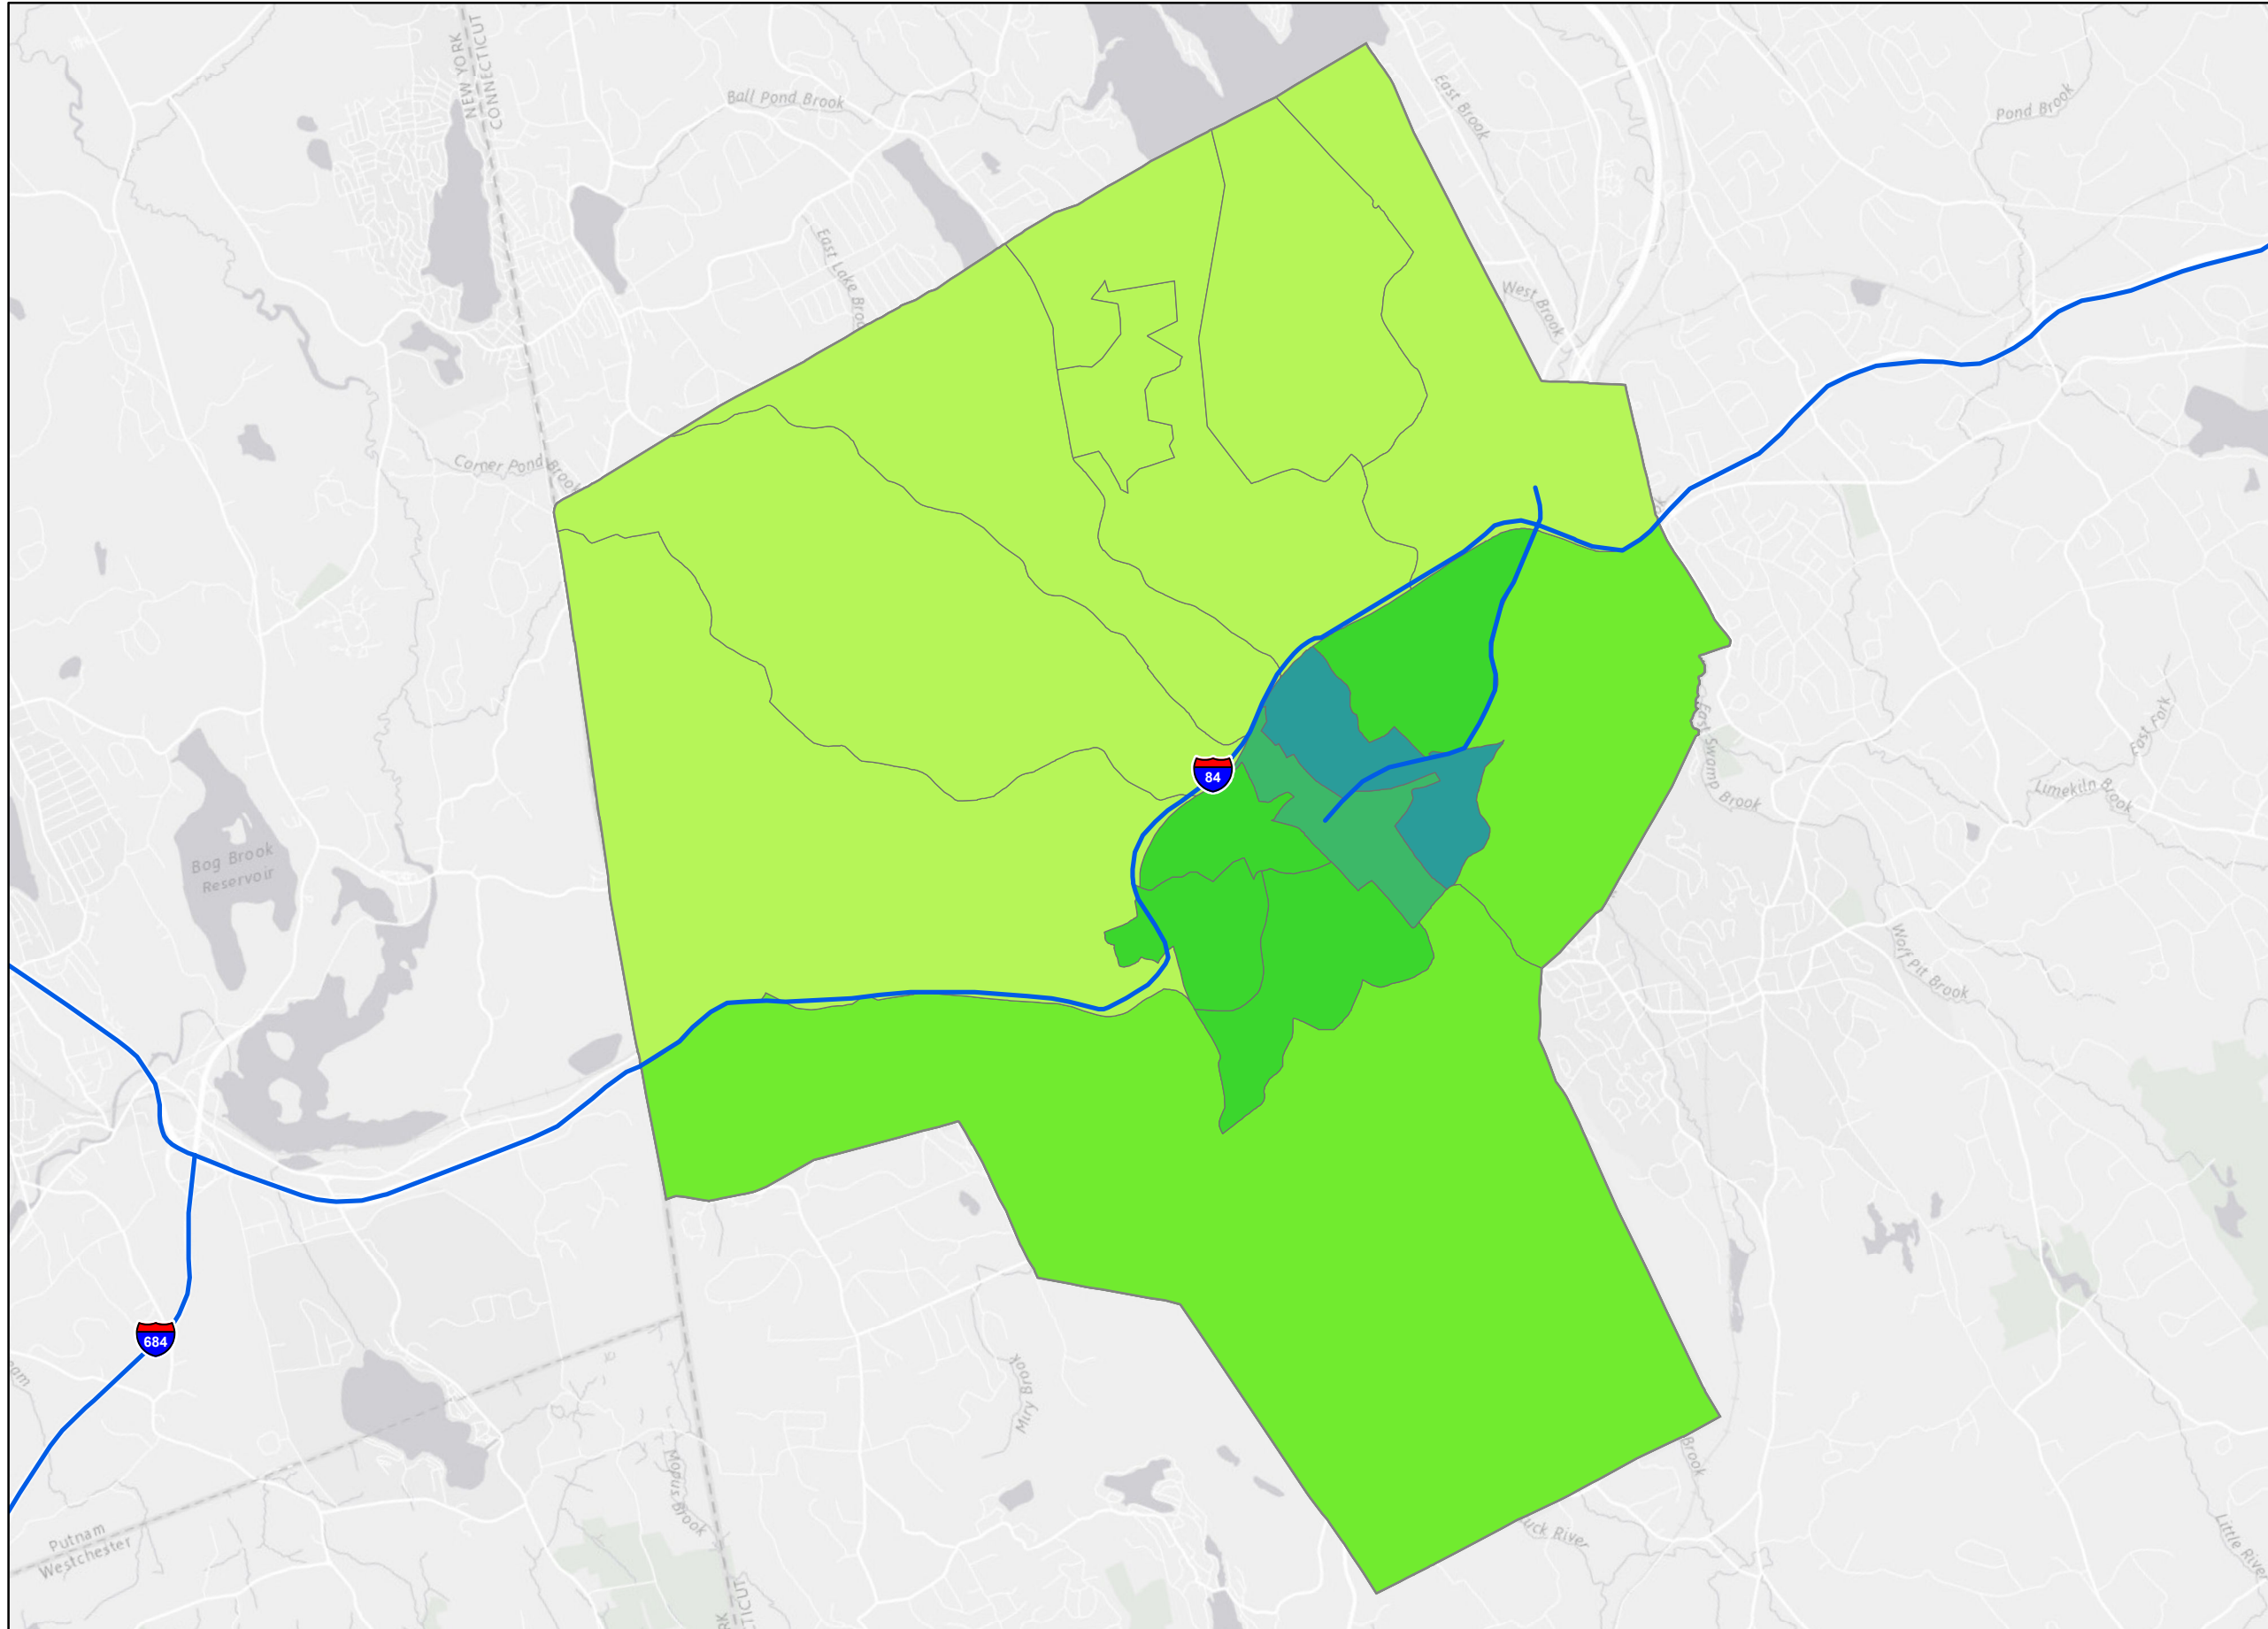 NEW YORK
CONNECTICUT
Ball Pond Brook
East Brook
Pond Brook
East Lake Broo
West Brook
Corner Pond Brook
84
East Swamp Brook
East Fork
Limekiln Brook
Bog Brook
Reservoir
Wolf Pit Brook
684
Miry Brook
Mopus Brook
Brook
uck River
Little River
Putnam
Westchester
RK
TICUT